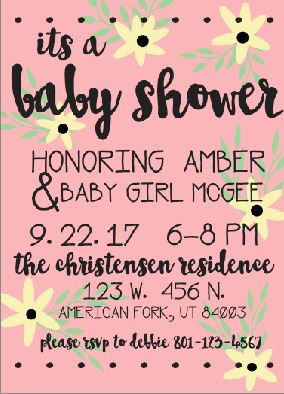 its a
baby shower
HONORING AMBER
& BABY GIRL MCGEE
9.22.17 6-8 PM
the christensen residence
123 W. 456 N.
AMERICAN FORK, UT 84003
please rsvp to debbie 801-123-4567